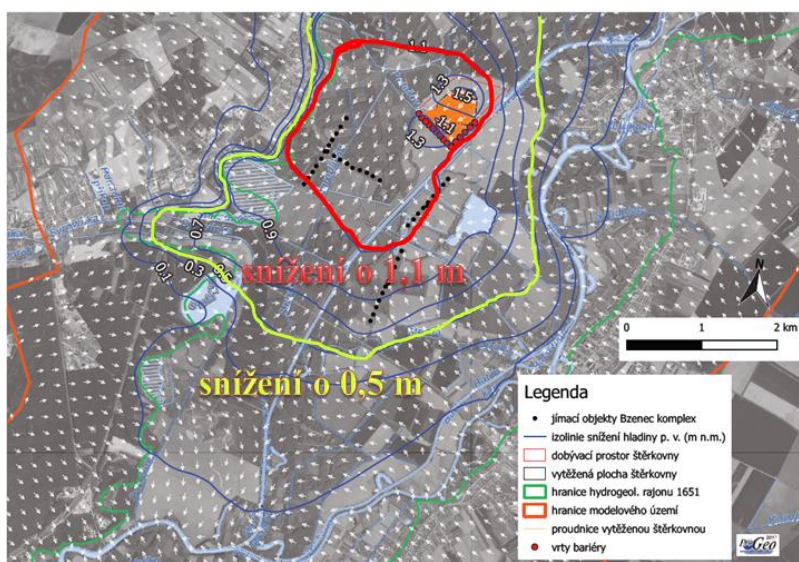 1.1
1.3
1.5
1.1
1.3
0.7
0.9
0.1
0.3
0.5
snížení o 1,1 m
snížení o 0,5 m
N
0 1 2 km
Legenda
jímací objekty Bzenec komplex
izolinie snížení hladiny p. v. (m n.m.)
dobývací prostor štěrkovny
vytěžená plocha štěrkovny
hranice hydrogeol. rajonu 1651
hranice modelového území
proudnice vytěženou štěrkovnou
vrty bariéry